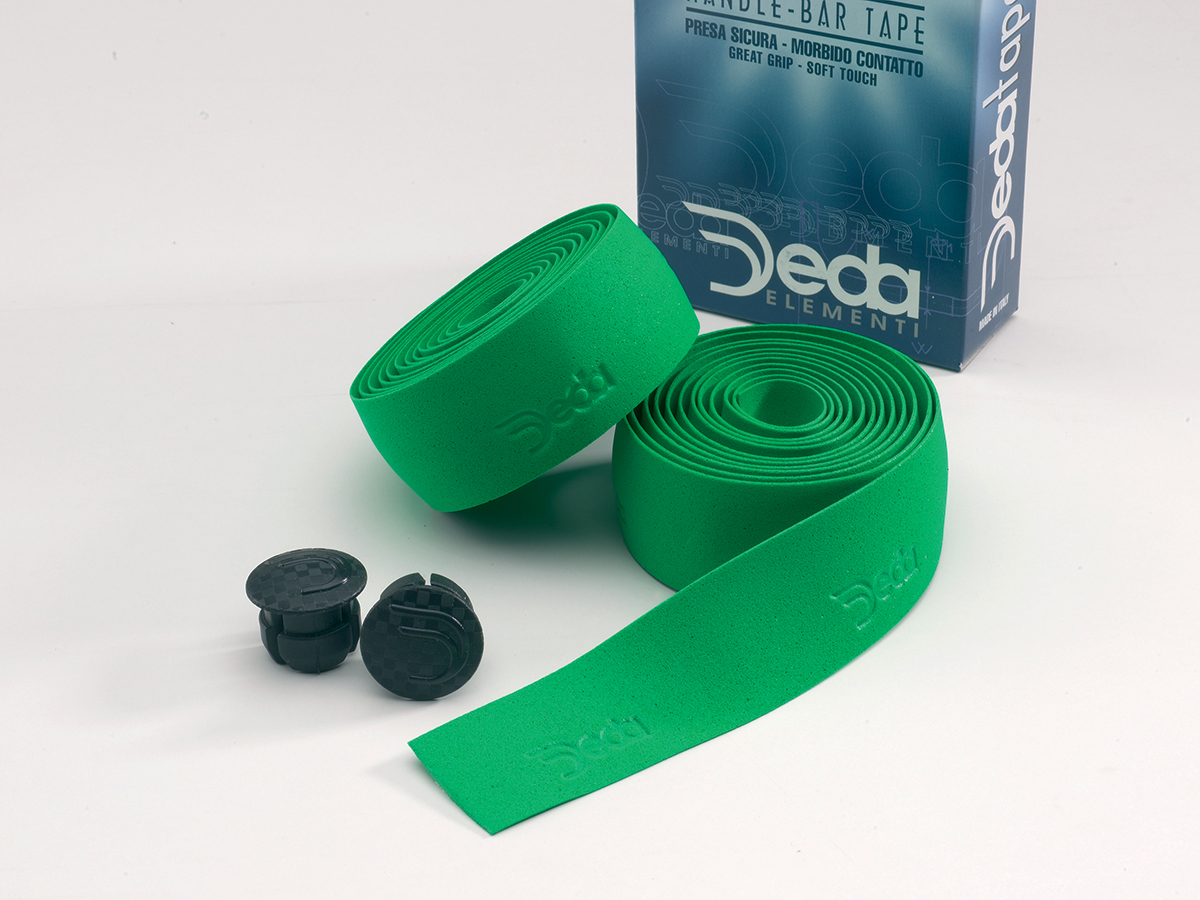 HANDLE-BAR TAPE
PRESA SICURA - MORBIDO CONTATTO
GREAT GRIP - SOFT TOUCH
Deda
ELEMENTI
Dedatape
MADE IN ITALY
Deda
Deda
Deda